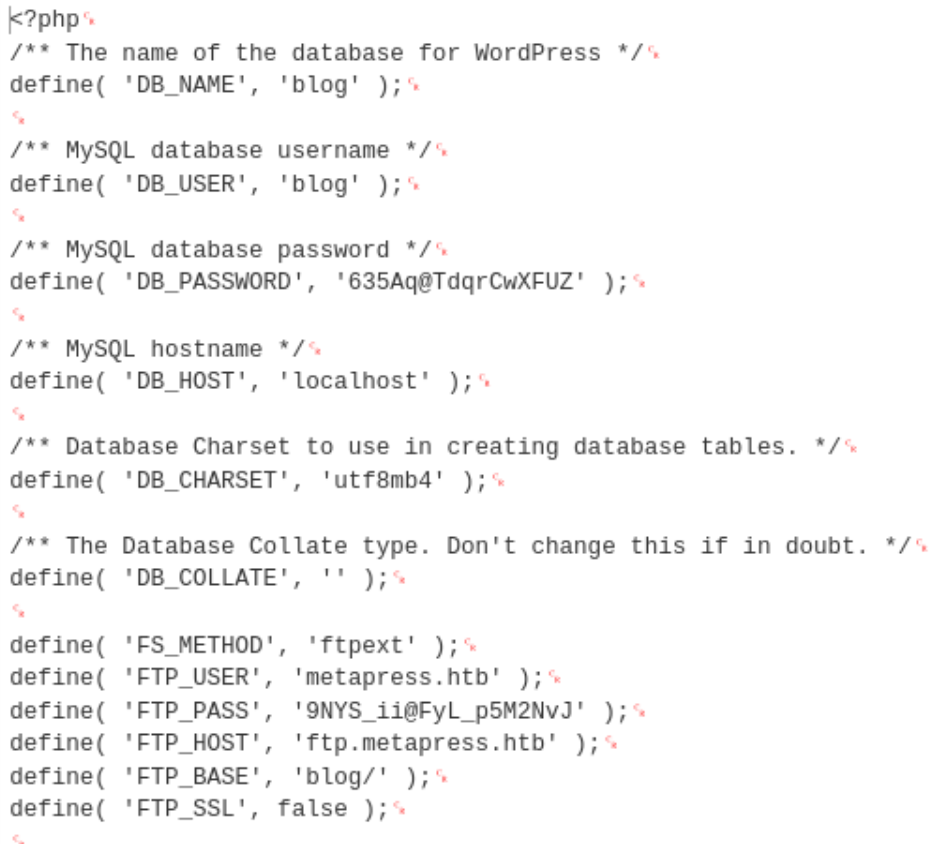 <?php
/** The name of the database for WordPress */
define( 'DB_NAME', 'blog' );
/** MySQL database username */
define( 'DB_USER', 'blog' );
/** MySQL database password */
define( 'DB_PASSWORD', '635Aq@TdqrCwXFUZ' );
/** MySQL hostname */
define( 'DB_HOST', 'localhost' );
/** Database Charset to use in creating database tables. */
define( 'DB_CHARSET', 'utf8mb4' );
/** The Database Collate type. Don't change this if in doubt. */
define( 'DB_COLLATE', '' );
define( 'FS_METHOD', 'ftpext' );
define( 'FTP_USER', 'metapress.htb' );
define( 'FTP_PASS', '9NYS_ii@FyL_p5M2NvJ' );
define( 'FTP_HOST', 'ftp.metapress.htb' );
define( 'FTP_BASE', 'blog/' );
define( 'FTP_SSL', false );